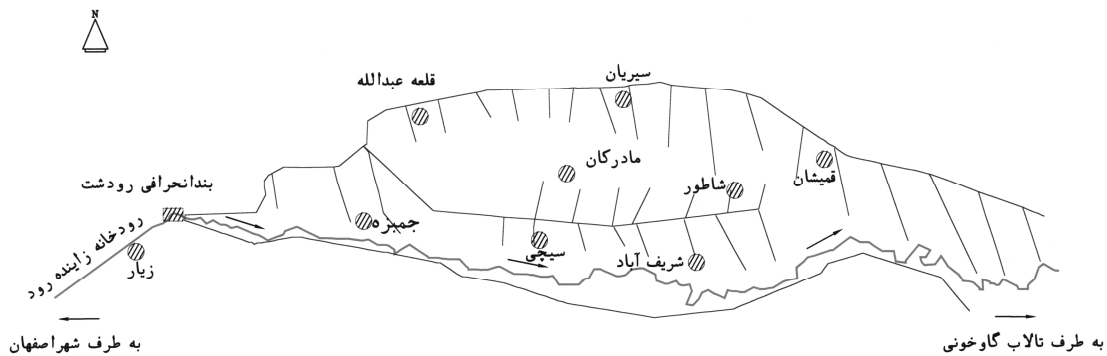 N
سیریان
قلعه عبدالله
مادرکان
قمیشان
شاطور
بندانحرافی رودشت
جمبزه
سیچی
شریف آباد
رودخانه زاینده رود
زیار
به طرف شهراصفهان
به طرف تالاب گاوخونی